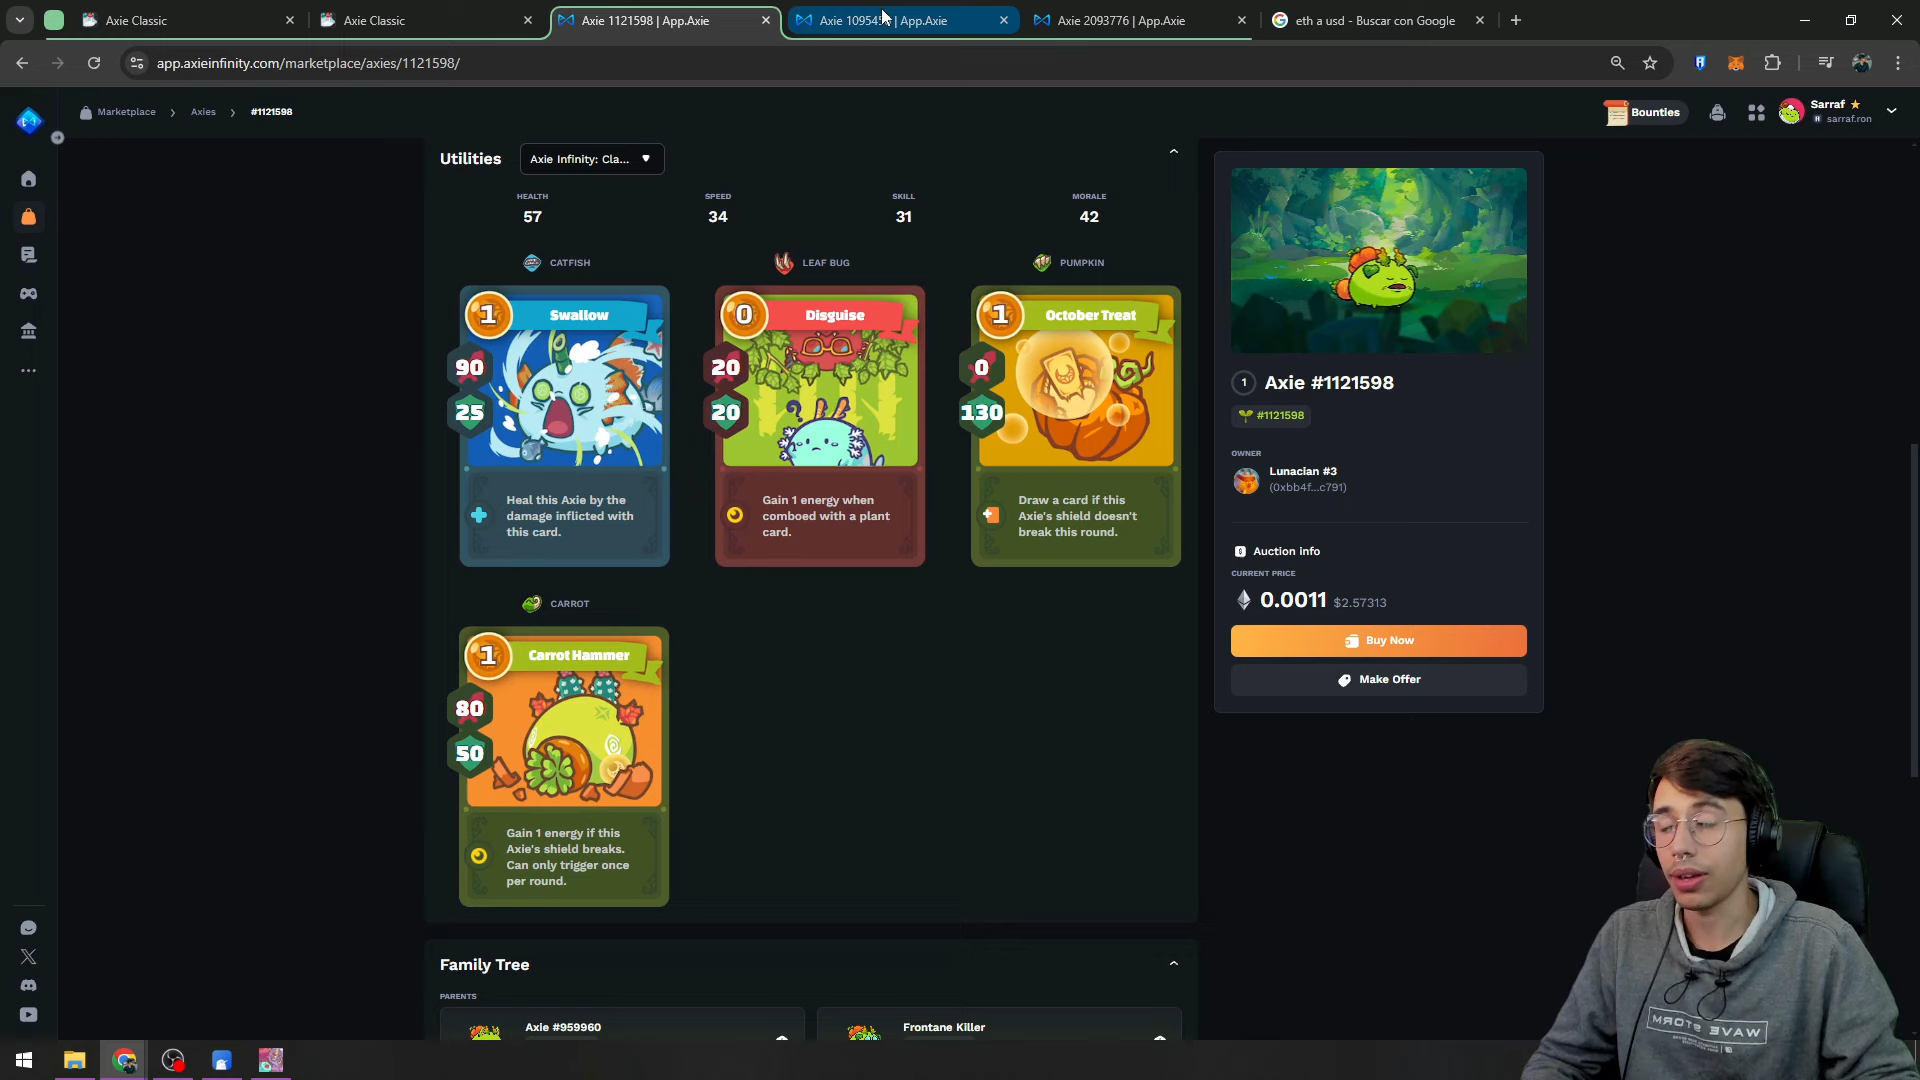 Axie Classic
Axie Classic
Axie 1121598 | App.Axie
| App.Axie
Axie 2093776 | App.Axie
eth a usd - Buscar con Google
app.axieinfinity.com/marketplace/axies/1121598/
Marketplace
Axies
#1121598
Bounties
Sarraf
sarraf.ron
Utilities
Axie Infinity: Cla...
HEALTH
SPEED
SKILL
MORALE
57
34
31
42
CATFISH
LEAF BUG
PUMPKIN
1
Swallow
90
25
Heal this Axie by the
damage inflicted with
this card.
0
Disguise
20
20
Gain 1 energy when
comboed with a plant
card.
1
October Treat
0
130
Draw a card if this
Axie's shield doesn't
break this round.
CARROT
1
Carrot Hammer
80
50
Gain 1 energy if this
Axie's shield breaks.
Can only trigger once
per round.
Family Tree
PARENTS
Axie #959960
Frontane Killer
1
Axie #1121598
#1121598
OWNER
Lunacian #3
(0xbb4f...c791)
Auction info
CURRENT PRICE
0.0011
$2.57313
Buy Now
Make Offer
WAVE STORM